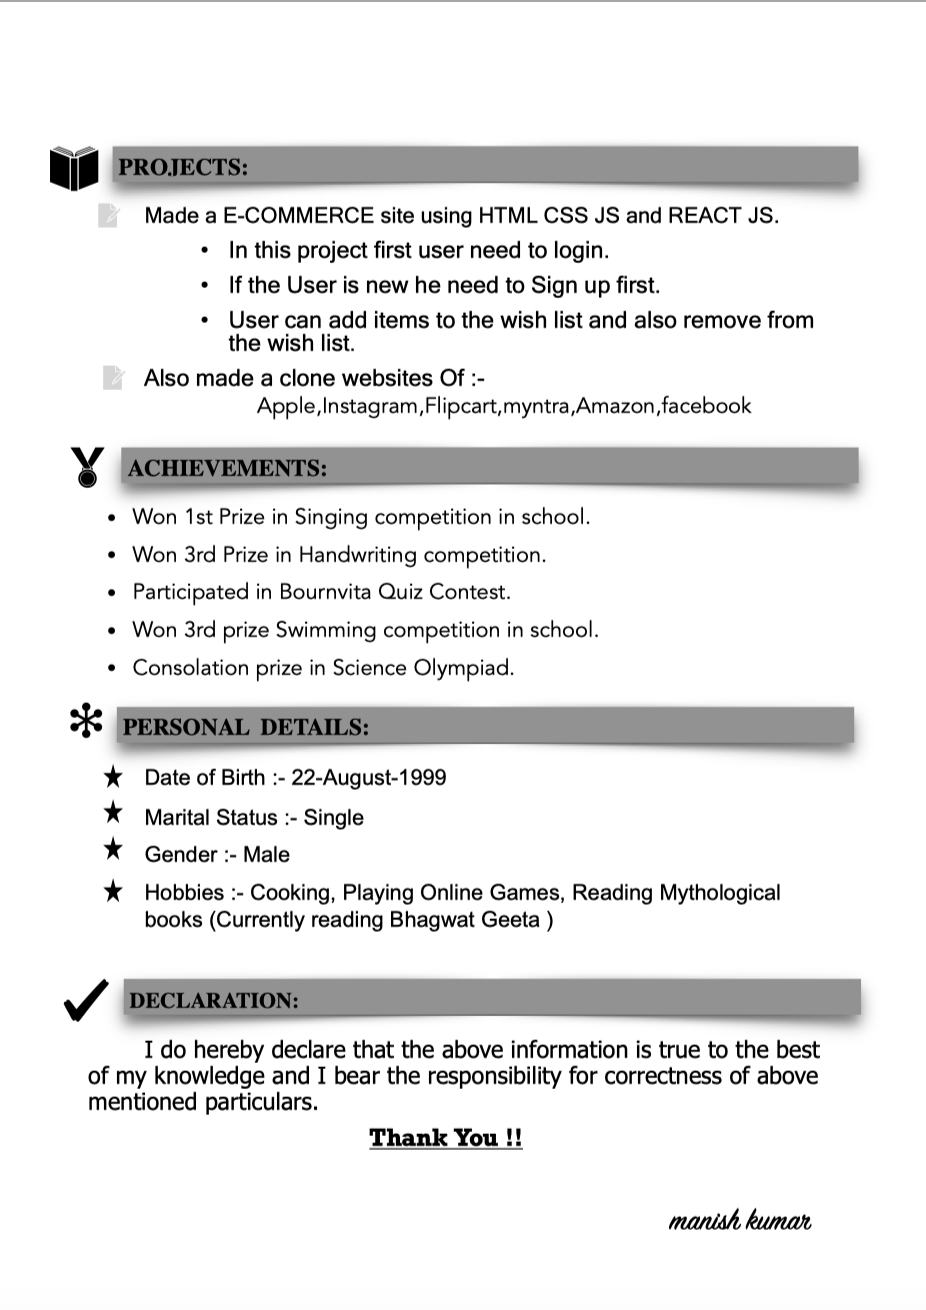 PROJECTS:
Made a E-COMMERCE site using HTML CSS JS and REACT JS.
• In this project first user need to login.
• If the User is new he need to Sign up first.
• User can add items to the wish list and also remove from
the wish list.
Also made a clone websites Of :-
Apple,Instagram,Flipcart,myntra,Amazon,facebook
ACHIEVEMENTS:
• Won 1st Prize in Singing competition in school.
• Won 3rd Prize in Handwriting competition.
• Participated in Bournvita Quiz Contest.
• Won 3rd prize Swimming competition in school.
• Consolation prize in Science Olympiad.
PERSONAL DETAILS:
★ Date of Birth :- 22-August-1999
★ Marital Status :- Single
★ Gender :- Male
★ Hobbies :- Cooking, Playing Online Games, Reading Mythological
books (Currently reading Bhagwat Geeta )
DECLARATION:
I do hereby declare that the above information is true to the best
of my knowledge and I bear the responsibility for correctness of above
mentioned particulars.
Thank You !!
manish kumar